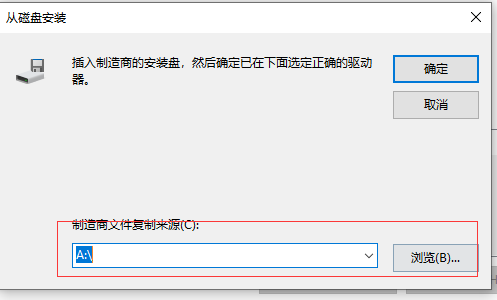 从磁盘安装
插入制造商的安装盘，然后确定已在下面选定正确的驱动
器。
确定
取消
制造商文件复制来源(C):
A:\
浏览(B)...